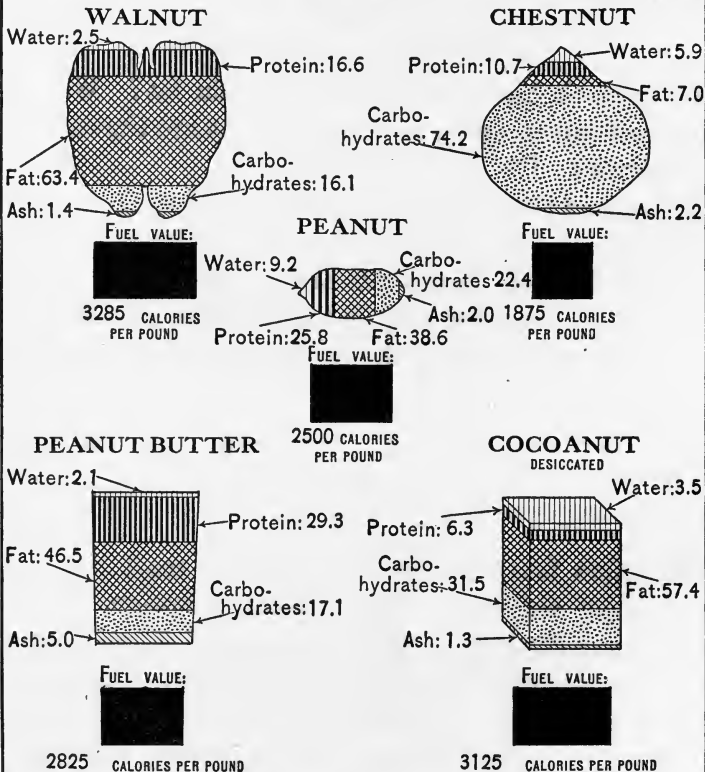 WALNUT
Water:2.5
Protein:16.6
Fat:63.4
Carbo-
hydrates:16.1
Ash:1.4
FUEL VALUE:
3285 CALORIES
PER POUND
CHESTNUT
Water:5.9
Protein:10.7
Fat:7.0
Carbo-
hydrates:74.2
Ash:2.2
FUEL VALUE:
1875 CALORIES
PER POUND
PEANUT
Water:9.2
Carbo-
hydrates:22.4
Ash:2.0
Protein:25.8
Fat:38.6
FUEL VALUE:
2500 CALORIES
PER POUND
PEANUT BUTTER
Water:2.1
Protein:29.3
Fat:46.5
Carbo-
hydrates:17.1
Ash:5.0
FUEL VALUE:
2825 CALORIES PER POUND
COCOANUT
DESICCATED
Water:3.5
Protein:6.3
Carbo-
hydrates:31.5
Fat:57.4
Ash:1.3
FUEL VALUE:
3125 CALORIES PER POUND